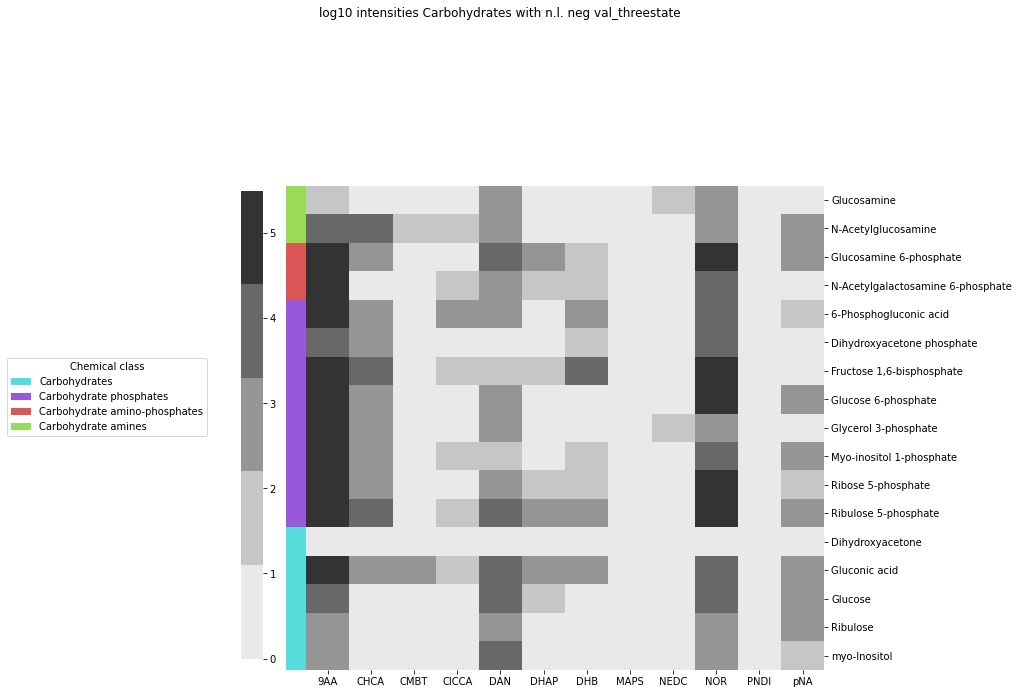 log10 intensities Carbohydrates with n.l. neg val_threestate
Glucosamine
N-Acetylglucosamine
Glucosamine 6-phosphate
N-Acetylgalactosamine 6-phosphate
6-Phosphogluconic acid
Dihydroxyacetone phosphate
Fructose 1,6-bisphosphate
Glucose 6-phosphate
Glycerol 3-phosphate
Myo-inositol 1-phosphate
Ribose 5-phosphate
Ribulose 5-phosphate
Dihydroxyacetone
Gluconic acid
Glucose
Ribulose
myo-Inositol
5
4
3
2
1
0
Chemical class
Carbohydrates
Carbohydrate phosphates
Carbohydrate amino-phosphates
Carbohydrate amines
9AA CHCA CMBT ClCCA DAN DHAP DHB MAPS NEDC NOR PNDI pNA